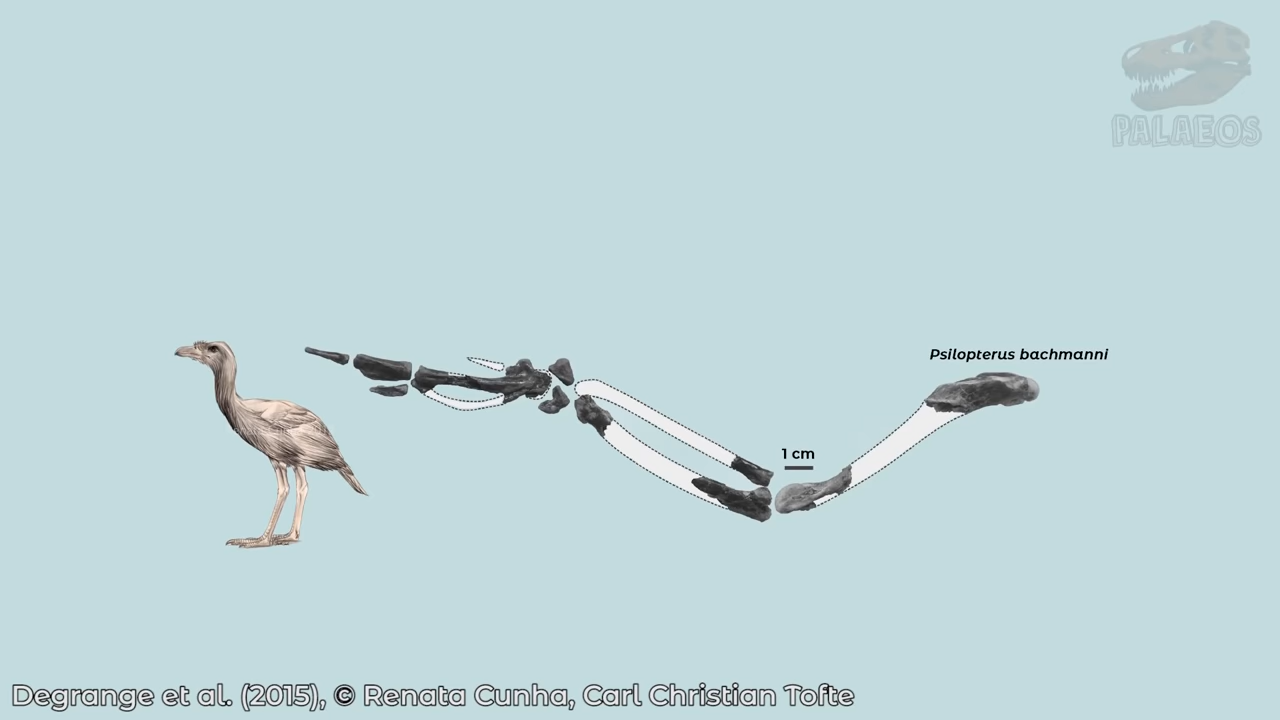 PALAEOS
Psilopterus bachmanni
1 cm
Degrange et al. (2015), © Renata Cunha, Carl Christian Tofte